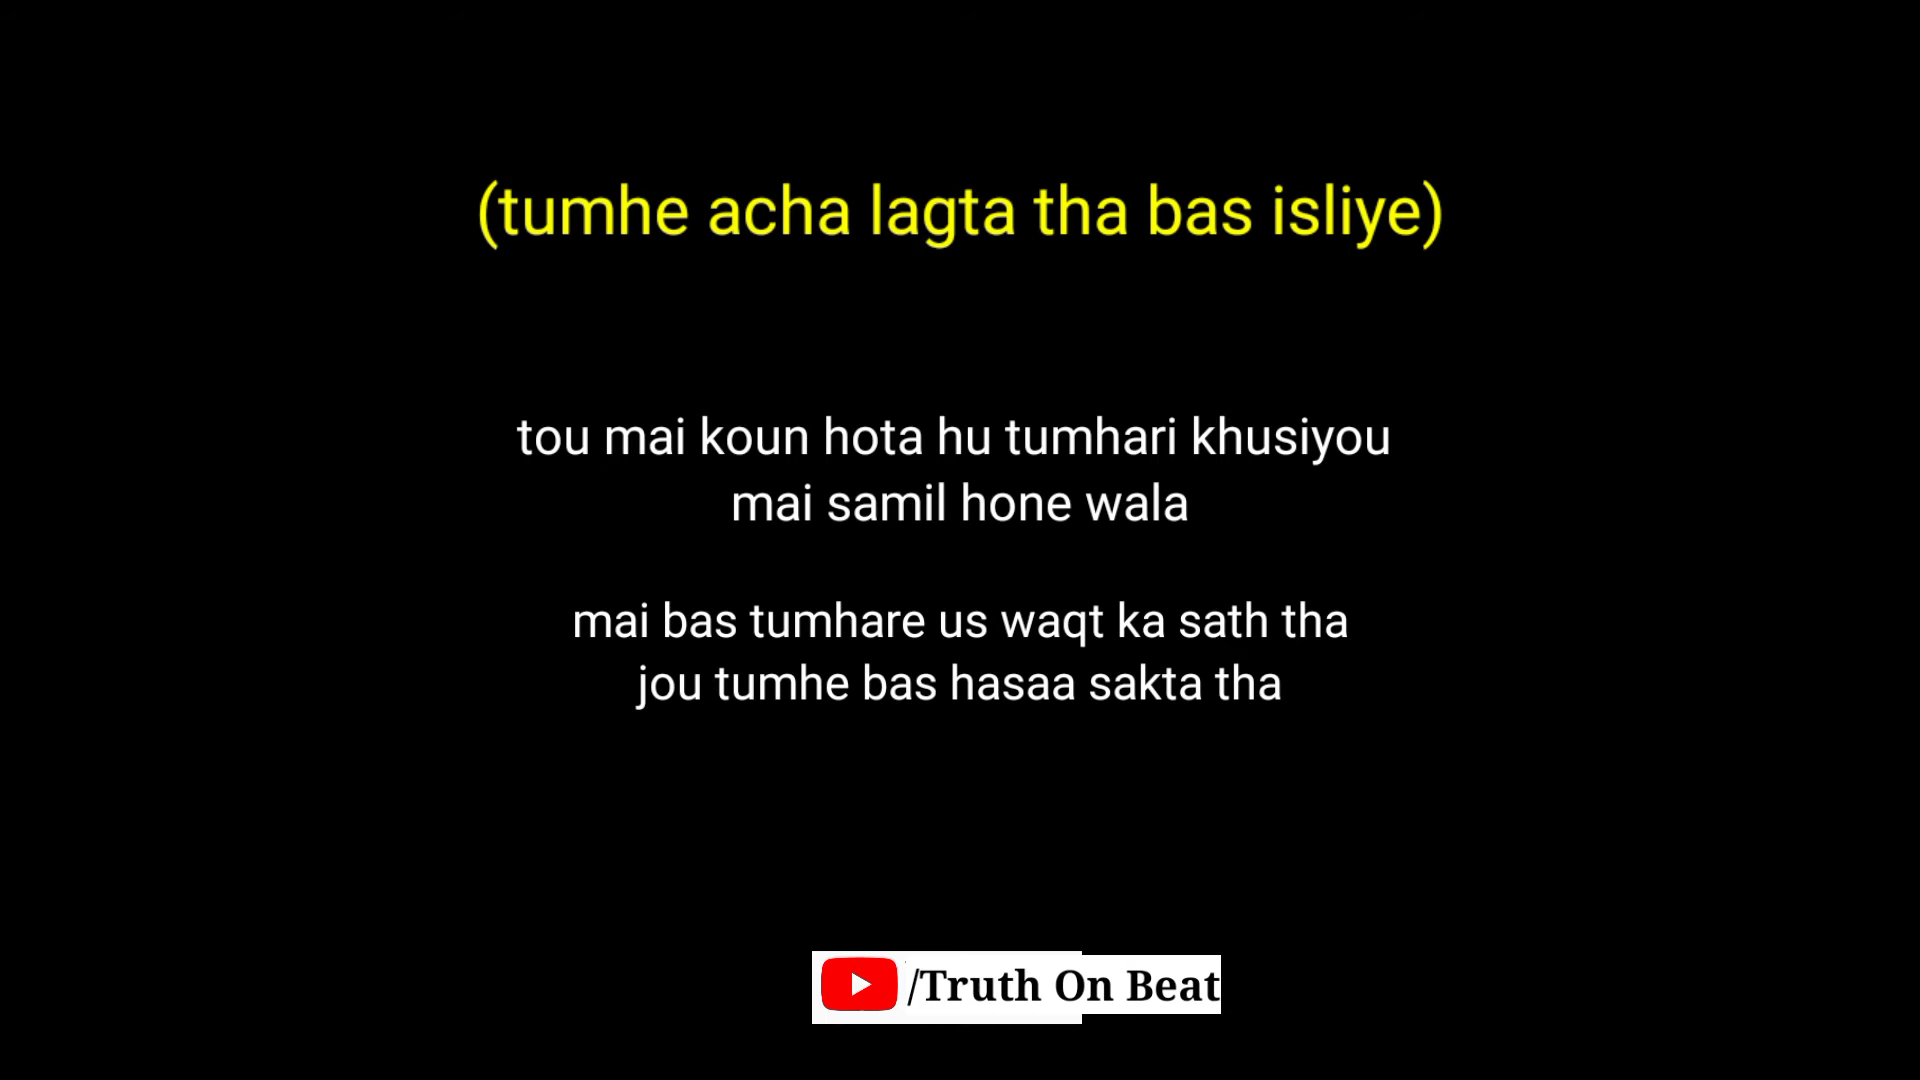 (tumhe acha lagta tha bas isliye)
tou mai koun hota hu tumhari khusiyou
mai samil hone wala
mai bas tumhare us waqt ka sath tha
jou tumhe bas hasaa sakta tha
/Truth On Beat